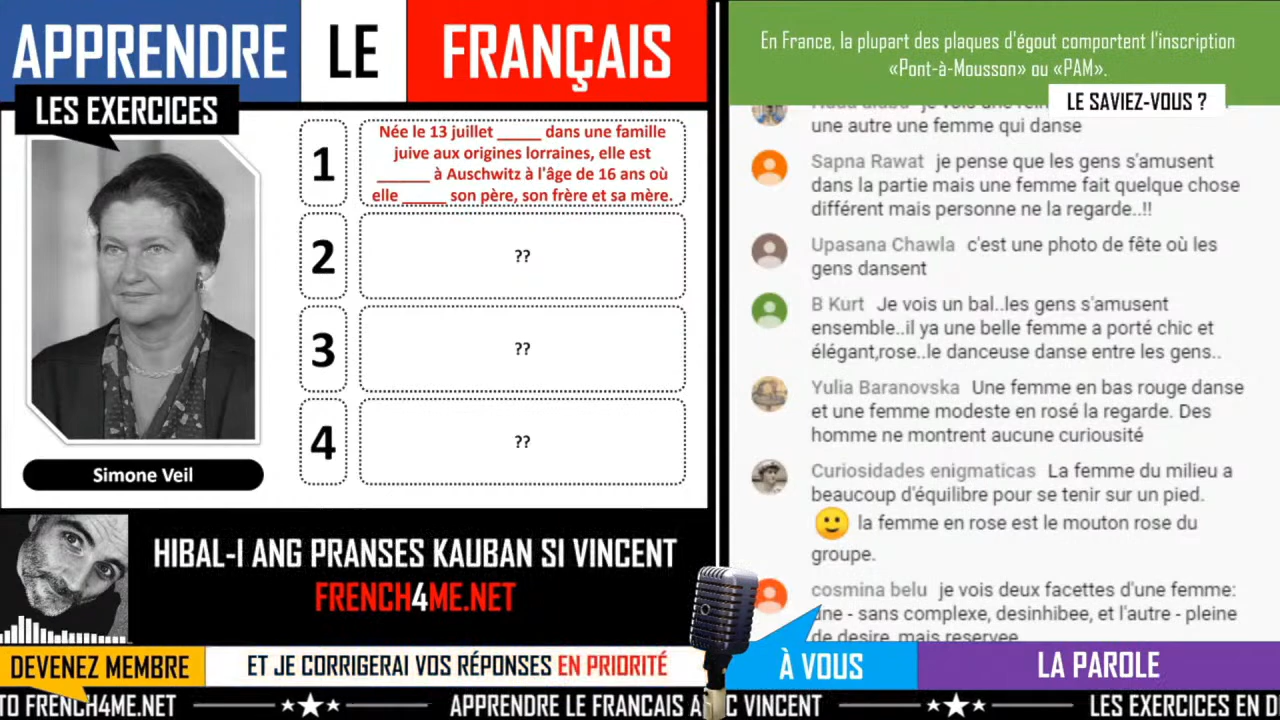 APPRENDRE LE FRANÇAIS
LES EXERCICES
Simone Veil
1
Née le 13 juillet _____ dans une famille
juive aux origines lorraines, elle est
______ à Auschwitz à l'âge de 16 ans où
elle _____ son père, son frère et sa mère.
2
??
3
??
4
??
HIBAL-I ANG PRANSES KAUBAN SI VINCENT
FRENCH4ME.NET
DEVENEZ MEMBRE
ET JE CORRIGERAI VOS RÉPONSES EN PRIORITÉ
En France, la plupart des plaques d'égout comportent l'inscription
«Pont-à-Mousson» ou «PAM».
LE SAVIEZ-VOUS ?
une autre une femme qui danse
Sapna Rawat je pense que les gens s'amusent
dans la partie mais une femme fait quelque chose
différent mais personne ne la regarde..!!
Upasana Chawla c'est une photo de fête où les
gens dansent
B Kurt Je vois un bal..les gens s'amusent
ensemble..il ya une belle femme a porté chic et
élégant,rose..le danceuse danse entre les gens..
Yulia Baranovska Une femme en bas rouge danse
et une femme modeste en rosé la regarde. Des
homme ne montrent aucune curiousité
Curiosidades enigmaticas La femme du milieu a
beaucoup d'équilibre pour se tenir sur un pied.
la femme en rose est le mouton rose du
groupe.
cosmina belu je vois deux facettes d'une femme:
une - sans complexe, desinhibee, et l'autre - pleine
de desire, mais reservee
À VOUS
LA PAROLE
TO FRENCH4ME.NET
APPRENDRE LE FRANCAIS A C VINCENT
LES EXERCICES EN D